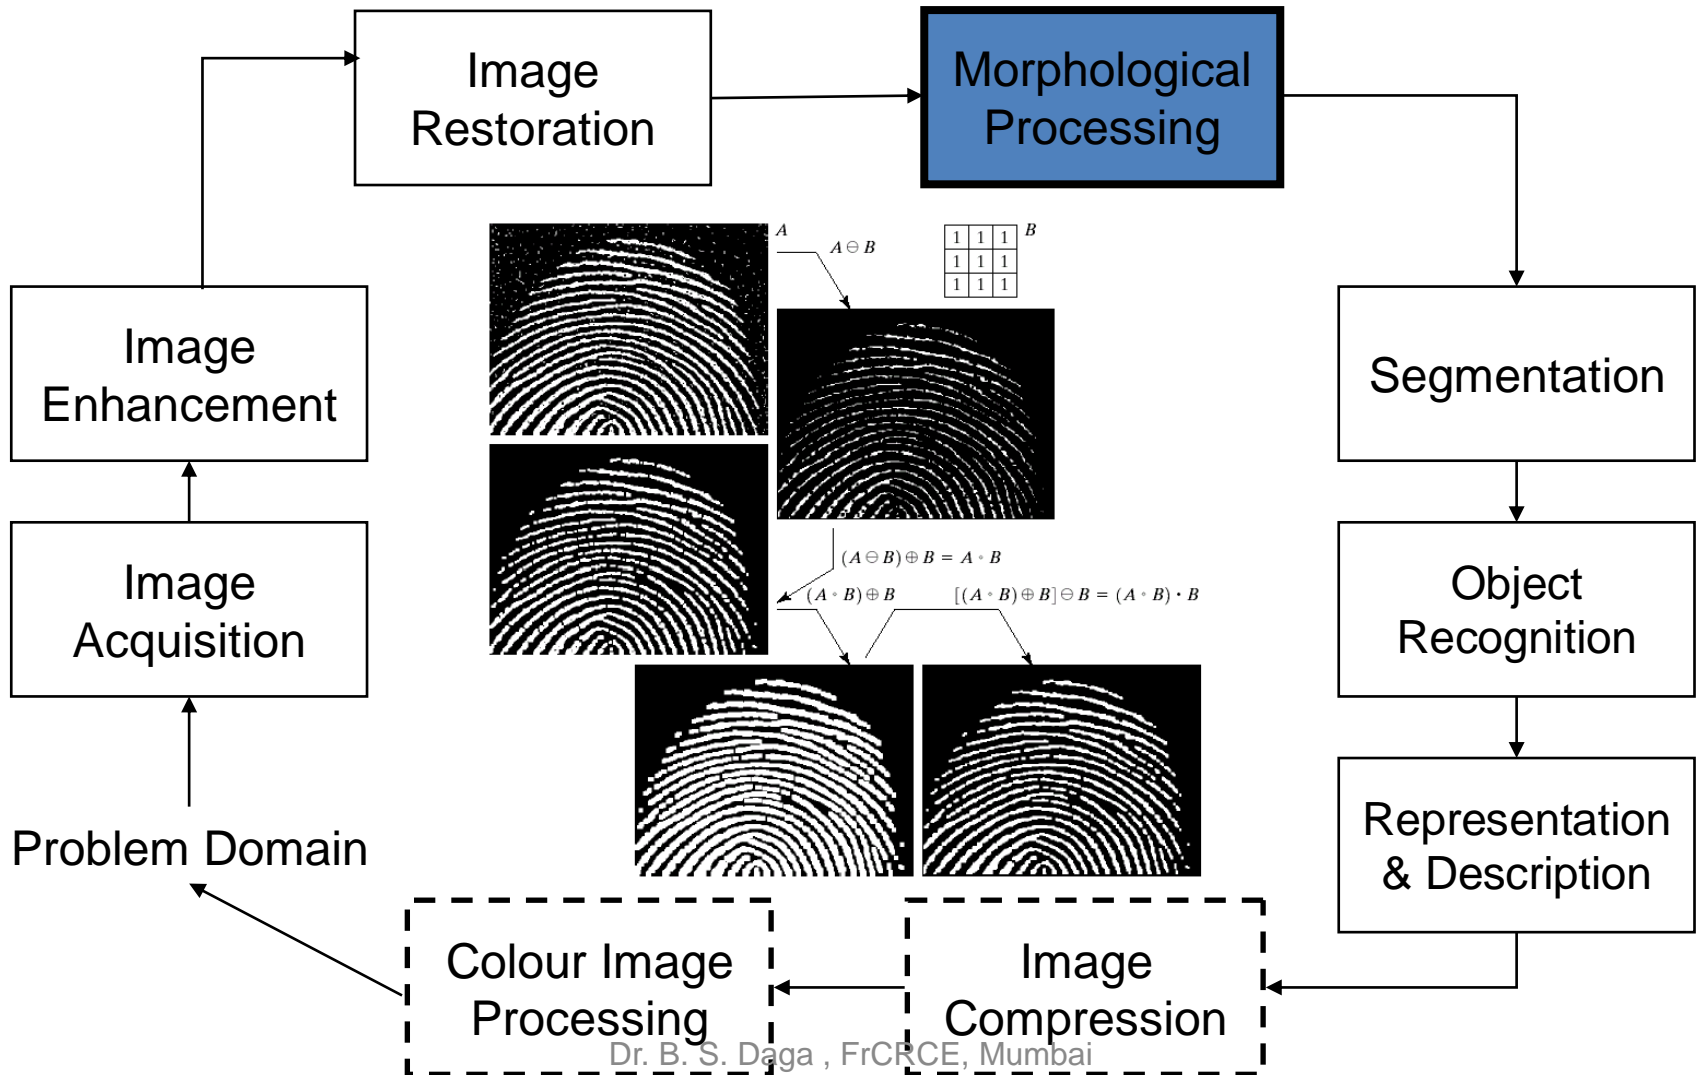 Image
Restoration
Morphological
Processing
A
A ⊖ B
1 1 1
1 1 1
1 1 1
B
Image
Enhancement
Segmentation
Image
Acquisition
(A ⊖ B) ⊕ B = A ∘ B
(A ∘ B) ⊕ B
[(A ∘ B) ⊕ B] ⊖ B = (A ∘ B) • B
Object
Recognition
Problem Domain
Representation
& Description
Colour Image
Processing
Image
Compression
Dr. B. S. Daga , FrCRCE, Mumbai